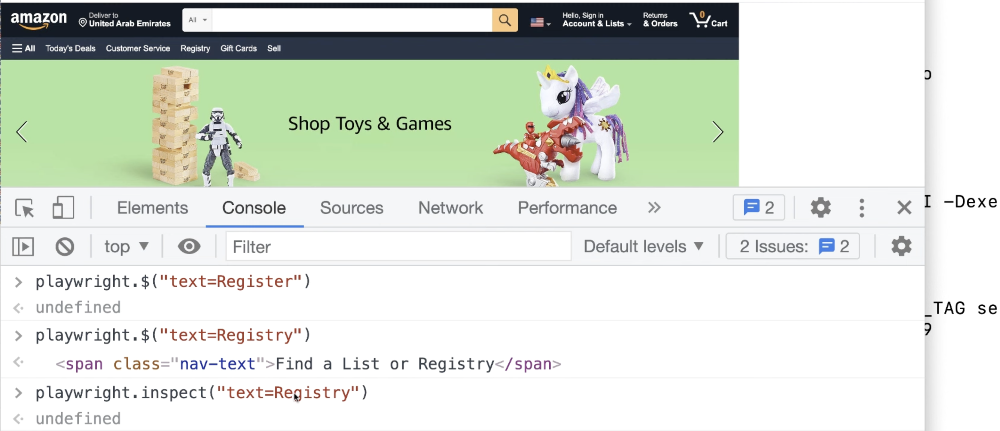 amazon
Deliver to
United Arab Emirates
All
Hello, Sign in
Account & Lists
Returns
& Orders
0
Cart
All Today's Deals Customer Service Registry Gift Cards Sell
Shop Toys & Games
Elements Console Sources Network Performance 2
top Filter Default levels 2 Issues: 2
playwright.$("text=Register")
undefined
playwright.$("text=Registry")
<span class="nav-text">Find a List or Registry</span>
playwright.inspect("text=Registry")
undefined
I -Dexe
_TAG se
9